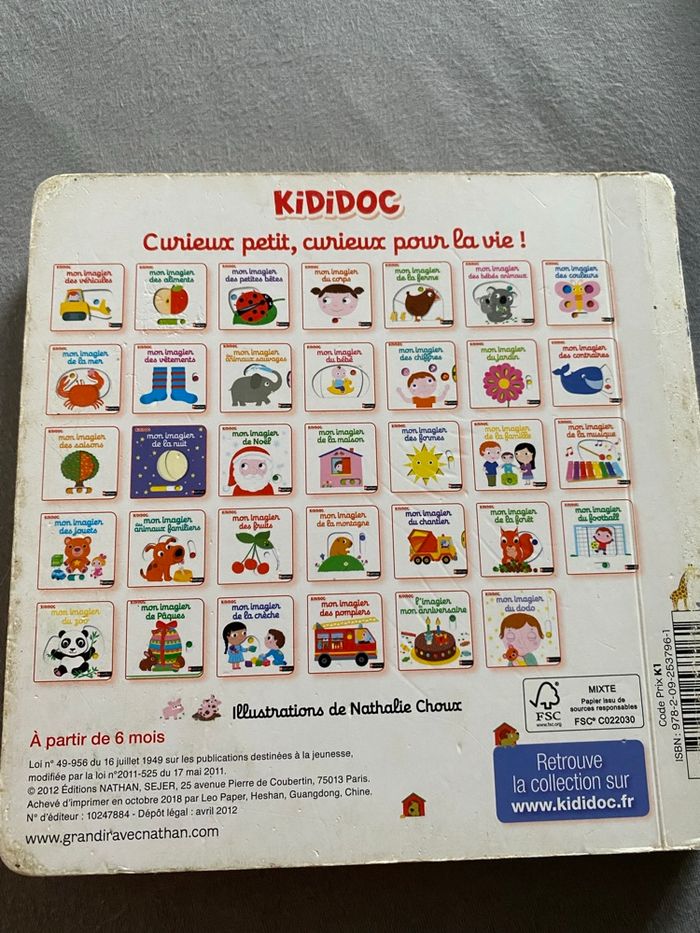 KiDiDOC
Curieux petit, curieux pour la vie !
mon imagier
des véhicules
mon imagier
des aliments
mon imagier
des petites bêtes
mon imagier
du corps
mon imagier
de la ferme
mon imagier
des bébés animaux
mon imagier
des couleurs
mon imagier
de la mer
mon imagier
des vêtements
mon imagier
des animaux sauvages
mon imagier
du bébé
mon imagier
des chiffres
mon imagier
du jardin
mon imagier
des contraires
mon imagier
des saisons
mon imagier
de la nuit
mon imagier
de Noël
mon imagier
de la maison
mon imagier
des formes
mon imagier
de la famille
mon imagier
de la musique
mon imagier
des jouets
mon imagier
des animaux familiers
mon imagier
des fruits
mon imagier
de la montagne
mon imagier
du chantier
mon imagier
de la forêt
mon imagier
du football
mon imagier
du zoo
mon imagier
de Pâques
mon imagier
de la crèche
mon imagier
des pompiers
l'imagier de
mon anniversaire
mon imagier
du dodo
Illustrations de Nathalie Choux
À partir de 6 mois
Loi n° 49-956 du 16 juillet 1949 sur les publications destinées à la jeunesse,
modifiée par la loi n°2011-525 du 17 mai 2011.
© 2012 Éditions NATHAN, SEJER, 25 avenue Pierre de Coubertin, 75013 Paris.
Achevé d'imprimer en octobre 2018 par Leo Paper, Heshan, Guangdong, Chine.
N° d'éditeur : 10247884 - Dépôt légal : avril 2012
www.grandiravecnathan.com
FSC
www.fsc.org
MIXTE
Papier issu de
sources responsables
FSC® C022030
Retrouve
la collection sur
www.kididoc.fr
Code Prix K1
ISBN : 978-2-09-253796-1